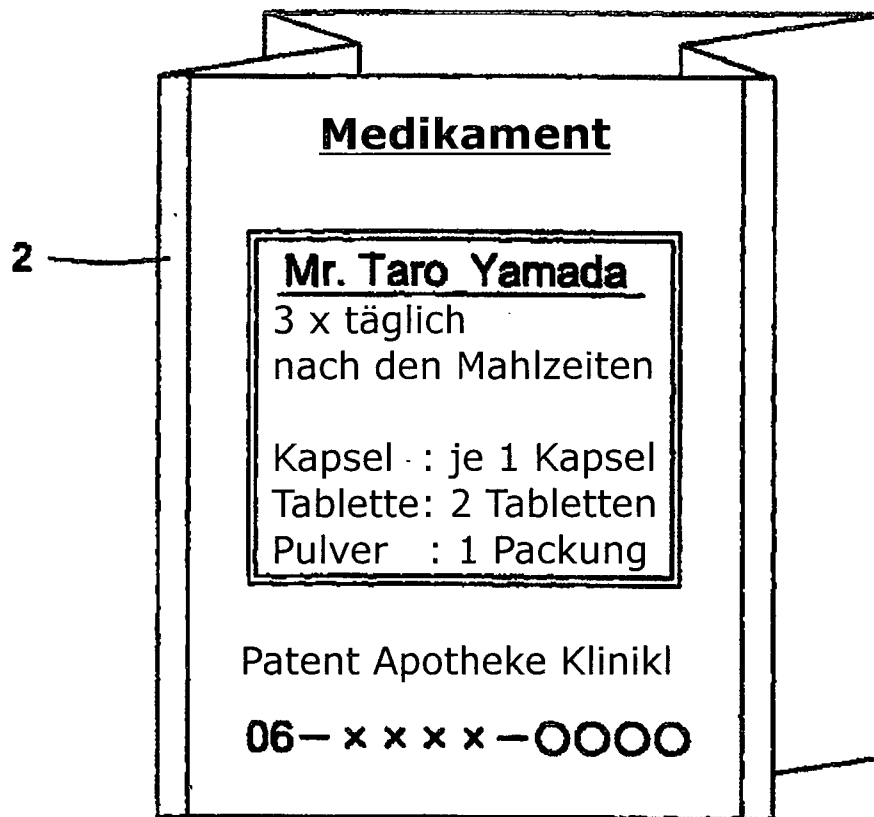 Medikament
2
Mr. Taro Yamada
3 x täglich
nach den Mahlzeiten
Kapsel : je 1 Kapsel
Tablette: 2 Tabletten
Pulver : 1 Packung
Patent Apotheke Klinikl
06-××××-○○○○